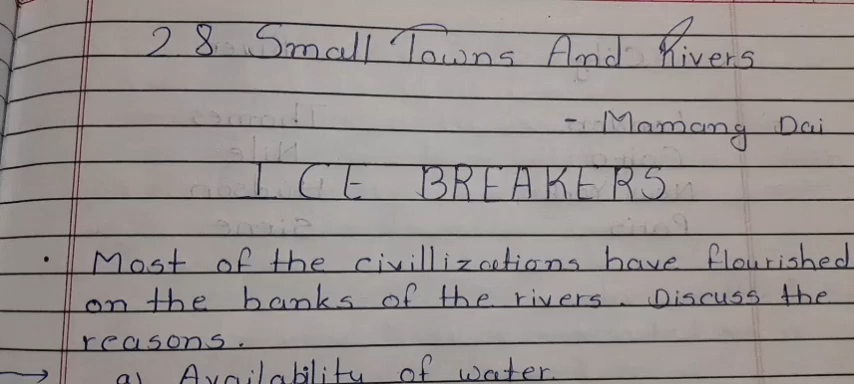 2.8 Small Towns And Rivers
- Mamang Dai
ICE BREAKERS
• Most of the civillizations have flourished
on the banks of the rivers. Discuss the
reasons.
→ a) Availability of water